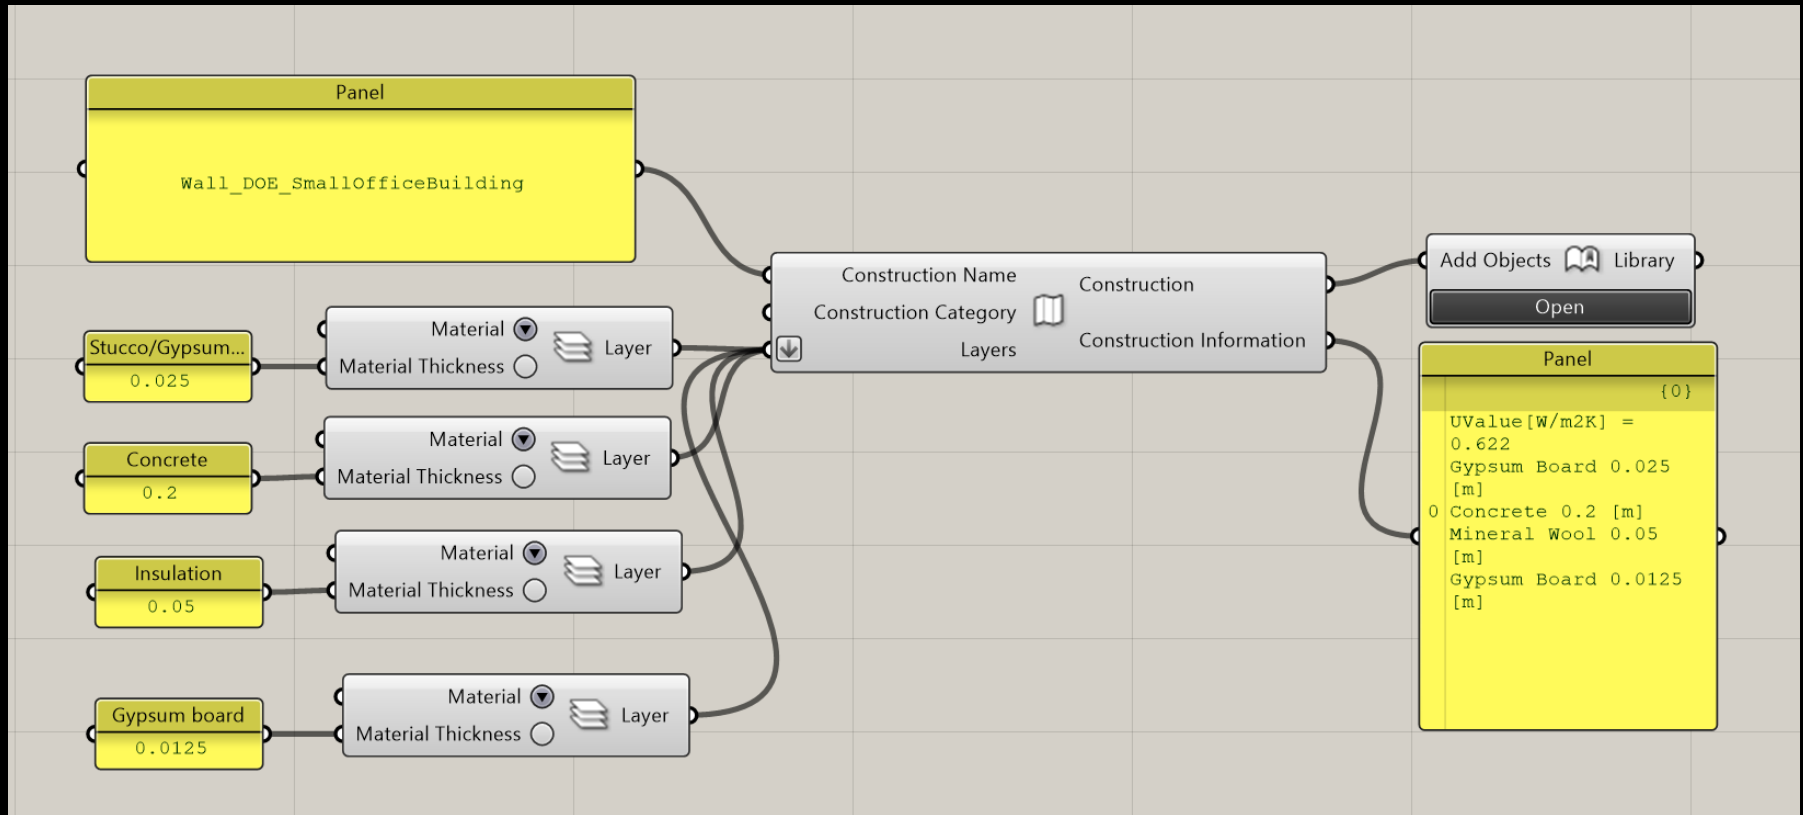 Panel
Wall_DOE_SmallOfficeBuilding
Stucco/Gypsum...
0.025
Material
Material Thickness
Layer
Concrete
0.2
Material
Material Thickness
Layer
Insulation
0.05
Material
Material Thickness
Layer
Gypsum board
0.0125
Material
Material Thickness
Layer
Construction Name
Construction Category
Layers
Construction
Construction Information
Add Objects
Library
Open
Panel
{0}
0
UValue[W/m2K] =
0.622
Gypsum Board 0.025
[m]
Concrete 0.2 [m]
Mineral Wool 0.05
[m]
Gypsum Board 0.0125
[m]